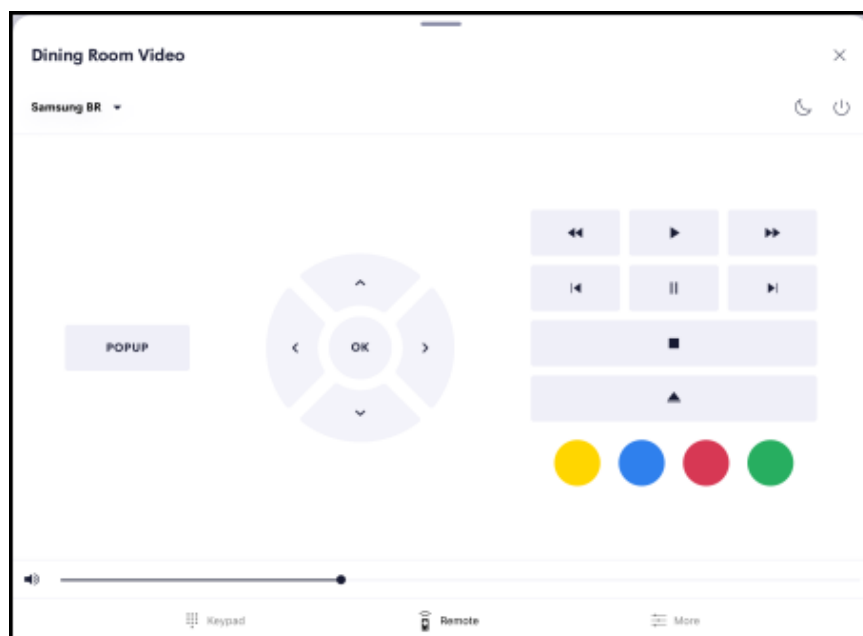 Dining Room Video
Samsung BR
POPUP
OK
Keypad
Remote
More